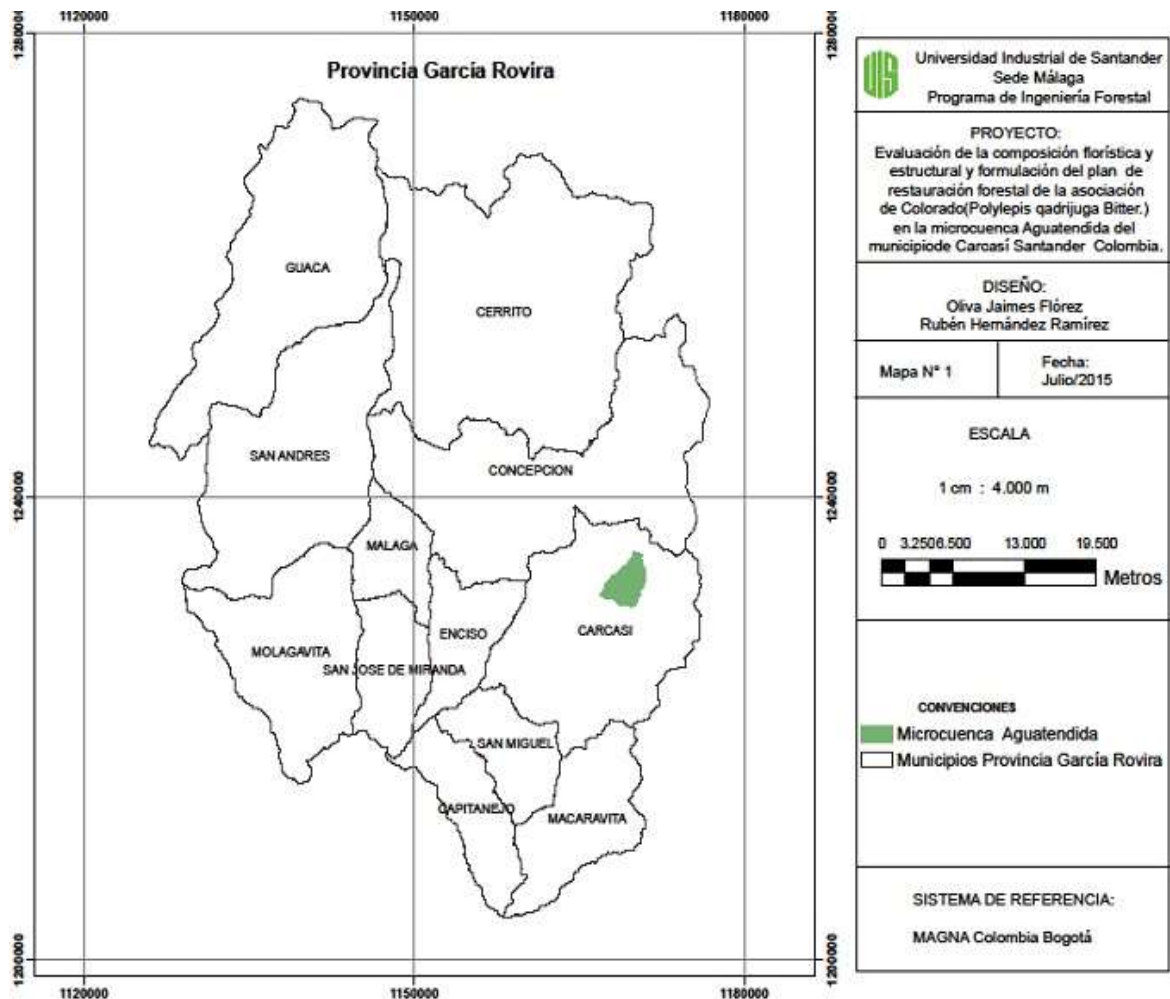 1120000
1150000
1180000
1280000
1280000
Provincia García Rovira
GUACA
CERRITO
SAN ANDRES
CONCEPCION
1240000
1240000
MALAGA
ENCISO
CARCASI
MOLAGAVITA
SAN JOSE DE MIRANDA
SAN MIGUEL
CAPITANEJO
MACARAVITA
1200000
1200000
1120000
1150000
1180000
UIS
Universidad Industrial de Santander
Sede Málaga
Programa de Ingeniería Forestal
PROYECTO:
Evaluación de la composición florística y
estructural y formulación del plan de
restauración forestal de la asociación
de Colorado(Polylepis qadrijuga Bitter.)
en la microcuenca Aguatendida del
municipiode Carcasí Santander Colombia.
DISEÑO:
Oliva Jaimes Flórez
Rubén Hernández Ramírez
Mapa N° 1
Fecha:
Julio/2015
ESCALA
1 cm : 4.000 m
0 3.2506.500 13.000 19.500
Metros
CONVENCIONES
Microcuenca Aguatendida
Municipios Provincia García Rovira
SISTEMA DE REFERENCIA:
MAGNA Colombia Bogotá